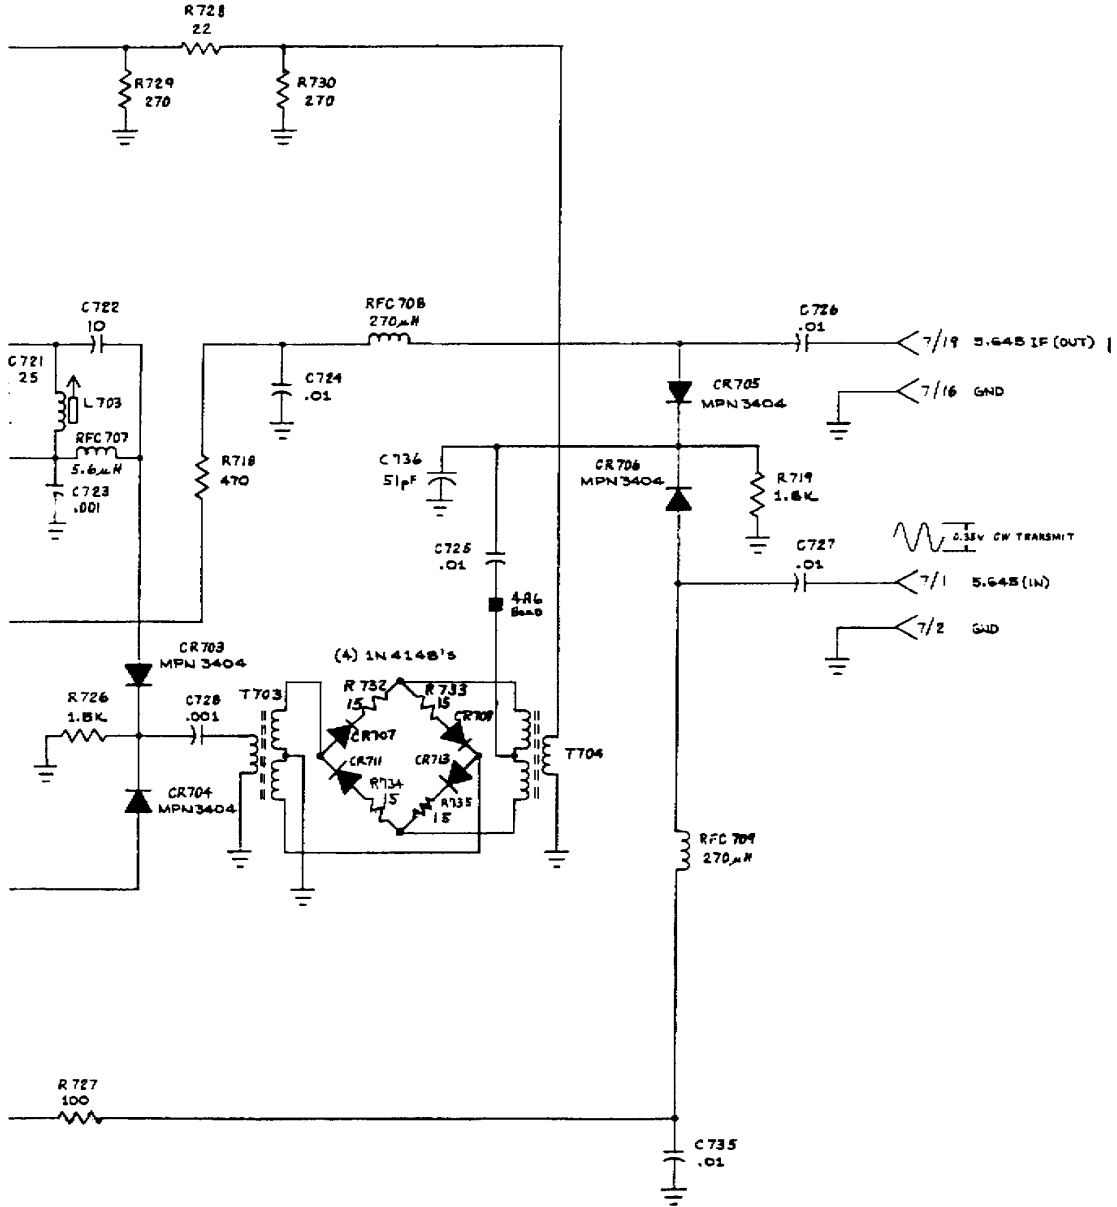 R728
22
R729
270
R730
270
RFC708
270µH
C722
10
C726
.01
7/19 5.645 IF (OUT)
C721
25
L703
C724
.01
CR705
MPN3404
7/16 GND
RFC707
5.6µH
C723
.001
R718
470
C736
51pF
CR706
MPN3404
R719
1.8K
C725
.01
C727
.01
0.35V CW TRANSMIT
7/1 5.645 (IN)
4A6
BEAD
7/2 GND
CR703
MPN3404
(4) 1N4148'S
R726
1.8K
C728
.001
T703
R732
15
R733
15
CR707
CR709
T704
CR711
CR713
R734
15
R735
15
CR704
MPN3404
RFC709
270µH
R727
100
C735
.01